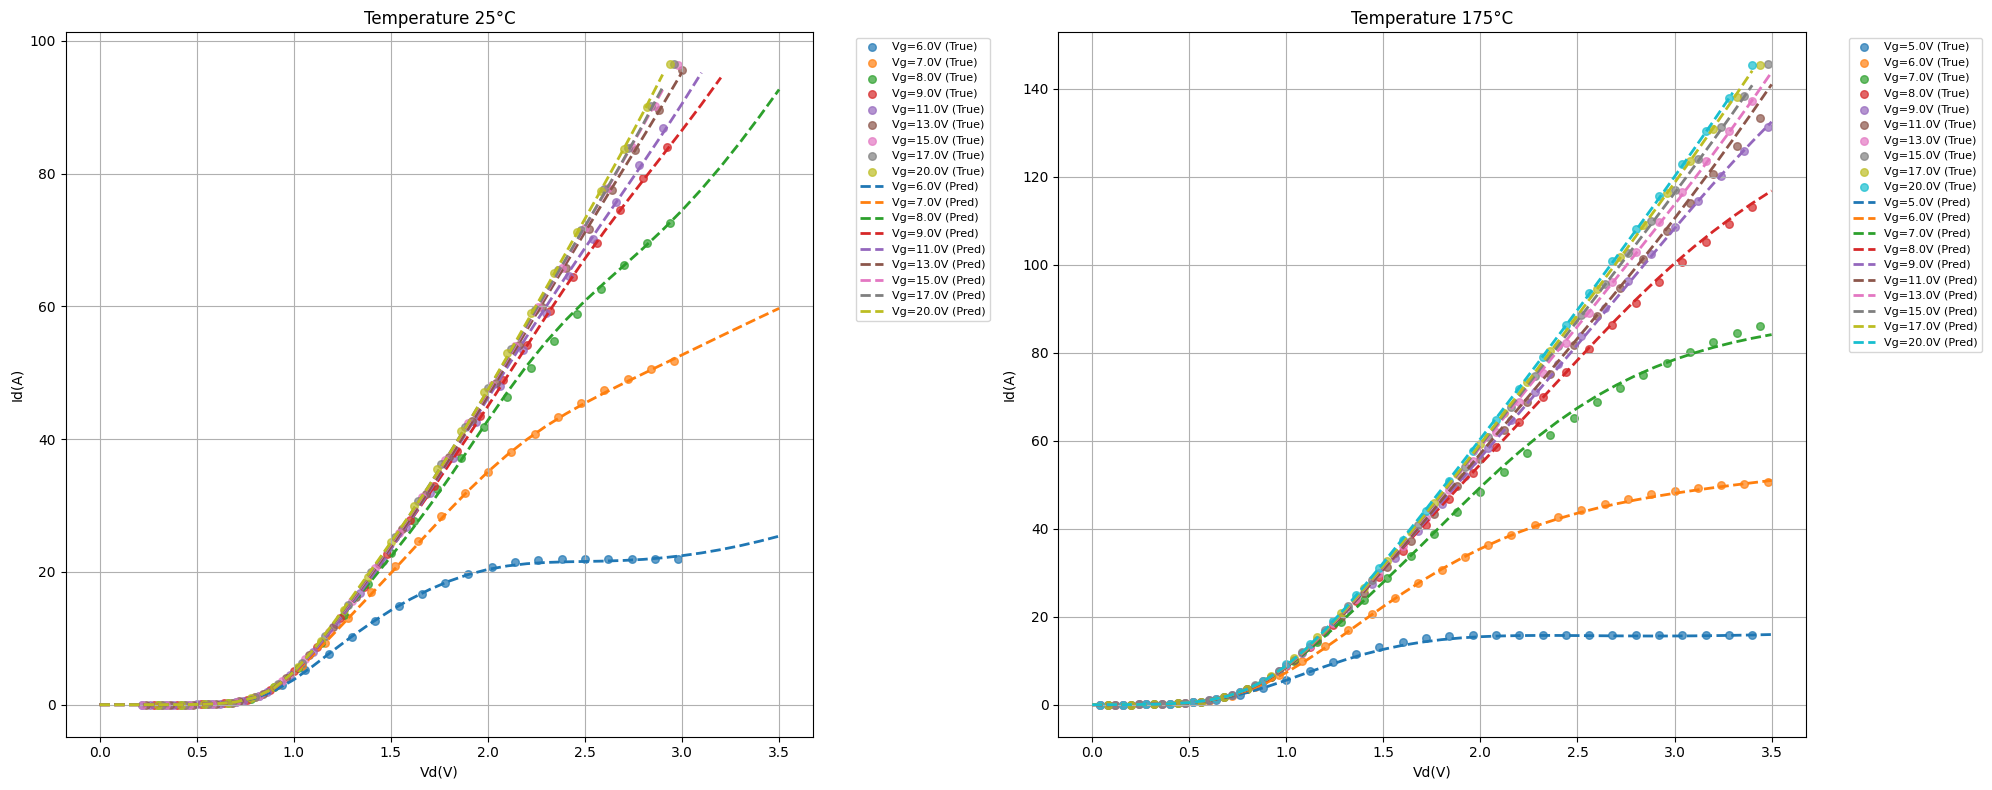 Temperature 25°C
Id(A)
100
80
60
40
20
0
0.0 0.5 1.0 1.5 2.0 2.5 3.0 3.5
Vd(V)
Vg=6.0V (True)
Vg=7.0V (True)
Vg=8.0V (True)
Vg=9.0V (True)
Vg=11.0V (True)
Vg=13.0V (True)
Vg=15.0V (True)
Vg=17.0V (True)
Vg=20.0V (True)
Vg=6.0V (Pred)
Vg=7.0V (Pred)
Vg=8.0V (Pred)
Vg=9.0V (Pred)
Vg=11.0V (Pred)
Vg=13.0V (Pred)
Vg=15.0V (Pred)
Vg=17.0V (Pred)
Vg=20.0V (Pred)
Temperature 175°C
Id(A)
140
120
100
80
60
40
20
0
0.0 0.5 1.0 1.5 2.0 2.5 3.0 3.5
Vd(V)
Vg=5.0V (True)
Vg=6.0V (True)
Vg=7.0V (True)
Vg=8.0V (True)
Vg=9.0V (True)
Vg=11.0V (True)
Vg=13.0V (True)
Vg=15.0V (True)
Vg=17.0V (True)
Vg=20.0V (True)
Vg=5.0V (Pred)
Vg=6.0V (Pred)
Vg=7.0V (Pred)
Vg=8.0V (Pred)
Vg=9.0V (Pred)
Vg=11.0V (Pred)
Vg=13.0V (Pred)
Vg=15.0V (Pred)
Vg=17.0V (Pred)
Vg=20.0V (Pred)